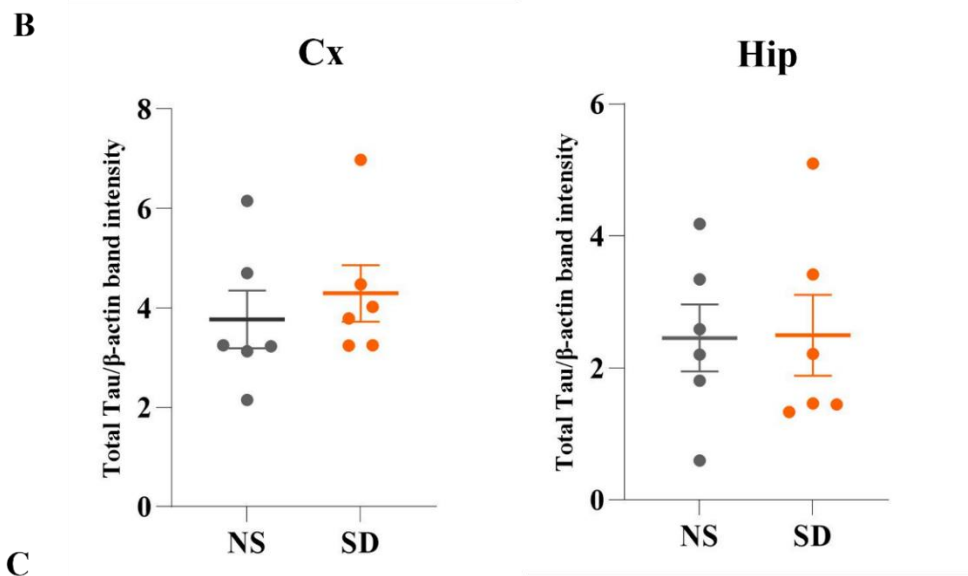 B
Cx
Total Tau/β-actin band intensity
8
6
4
2
0
NS SD
Hip
Total Tau/β-actin band intensity
6
4
2
0
NS SD
C